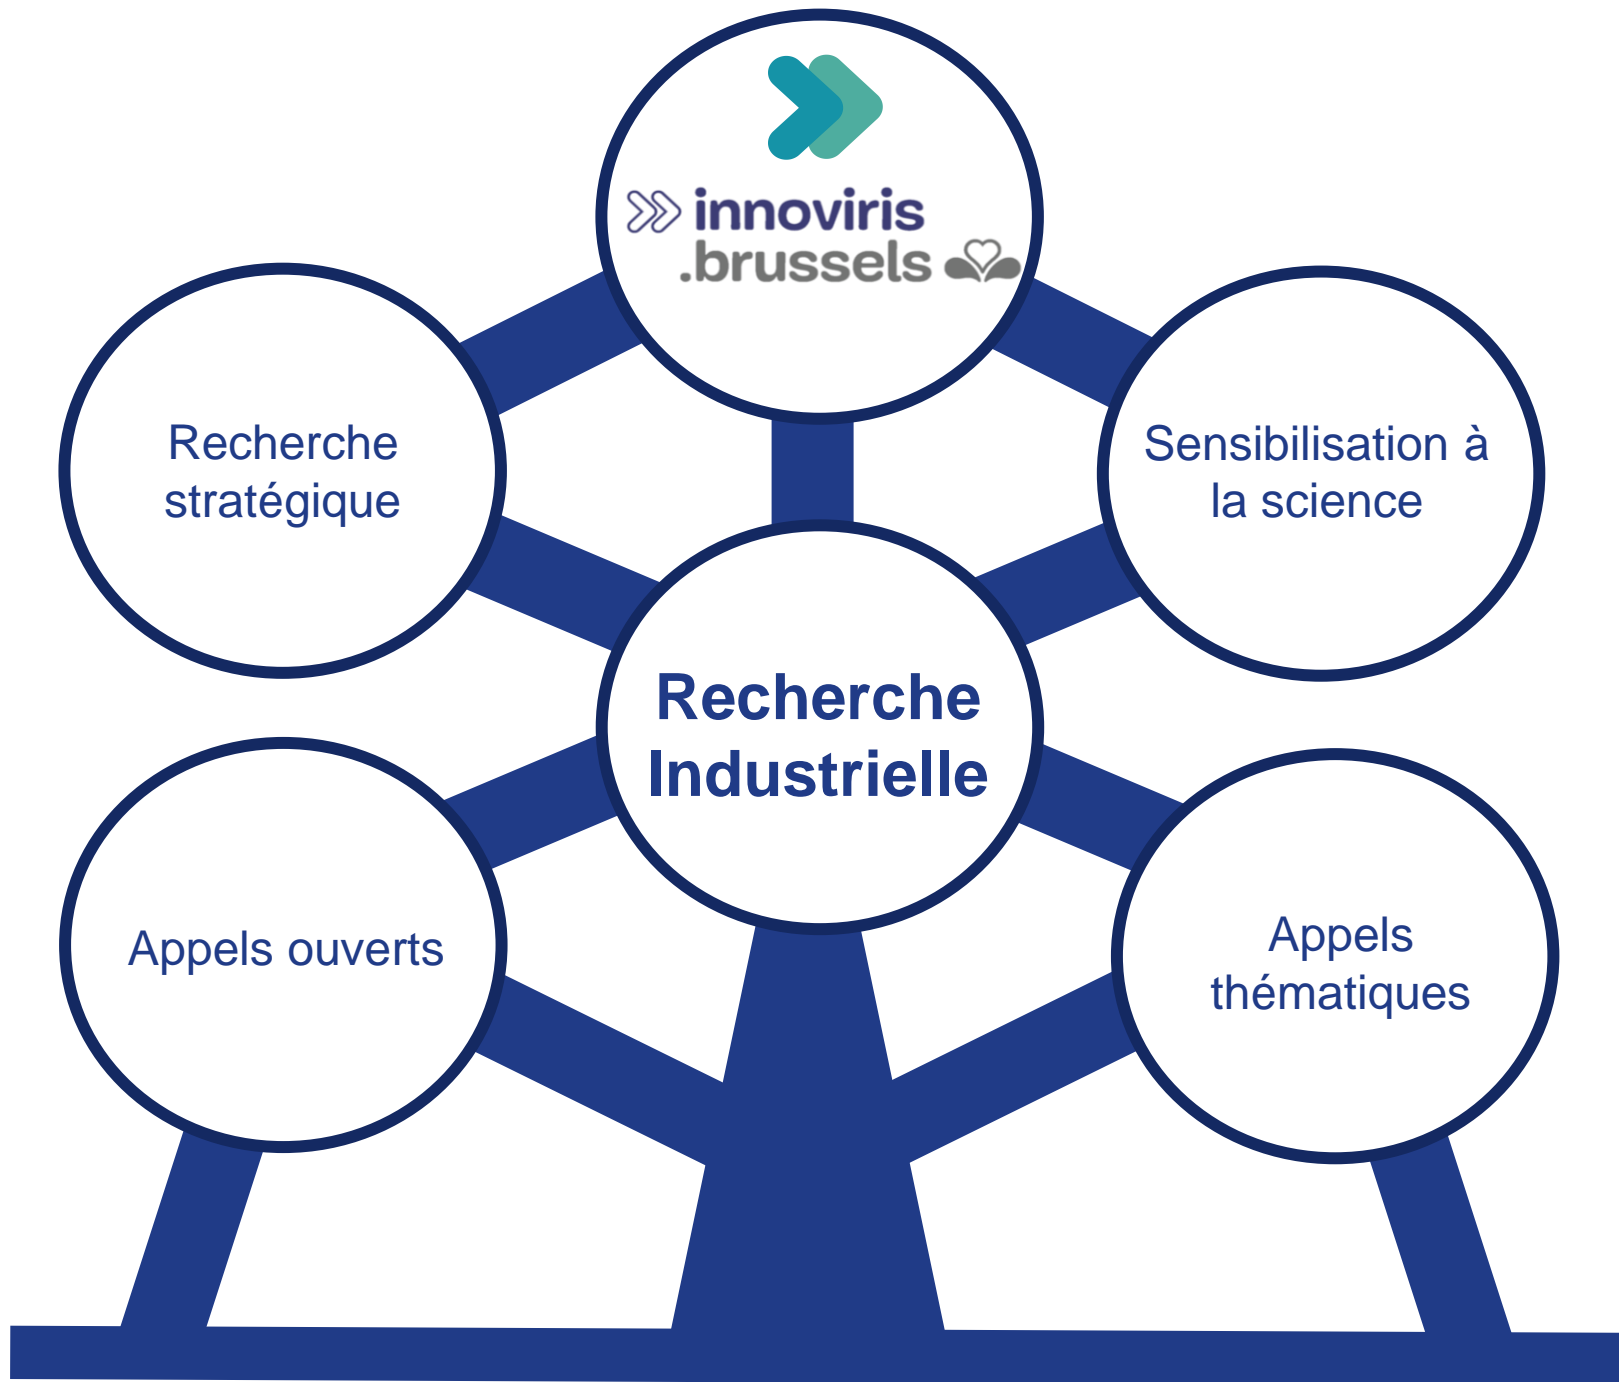 innoviris
.brussels
Recherche
stratégique
Sensibilisation à
la science
Recherche
Industrielle
Appels ouverts
Appels
thématiques